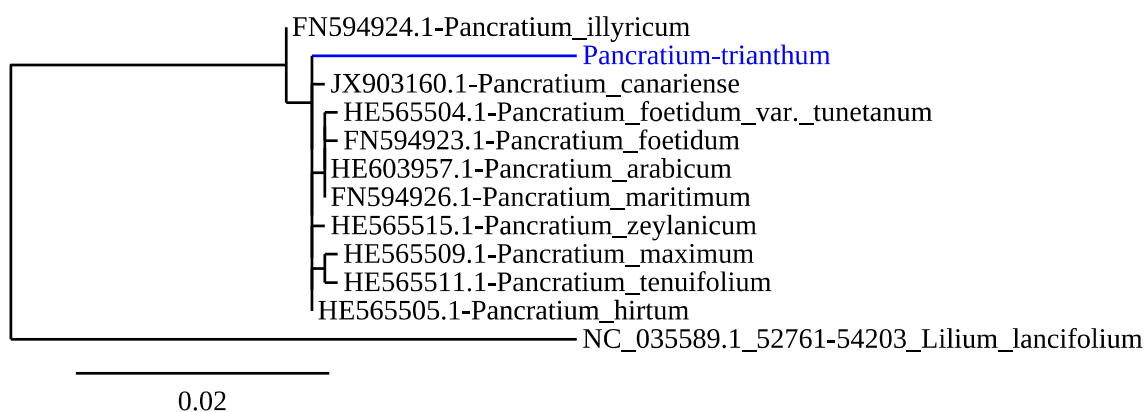 FN594924.1-Pancratium_illyricum
Pancratium-trianthum
JX903160.1-Pancratium_canariense
HE565504.1-Pancratium_foetidum_var._tunetanum
FN594923.1-Pancratium_foetidum
HE603957.1-Pancratium_arabicum
FN594926.1-Pancratium_maritimum
HE565515.1-Pancratium_zeylanicum
HE565509.1-Pancratium_maximum
HE565511.1-Pancratium_tenuifolium
HE565505.1-Pancratium_hirtum
NC_035589.1_52761-54203_Lilium_lancifolium
0.02